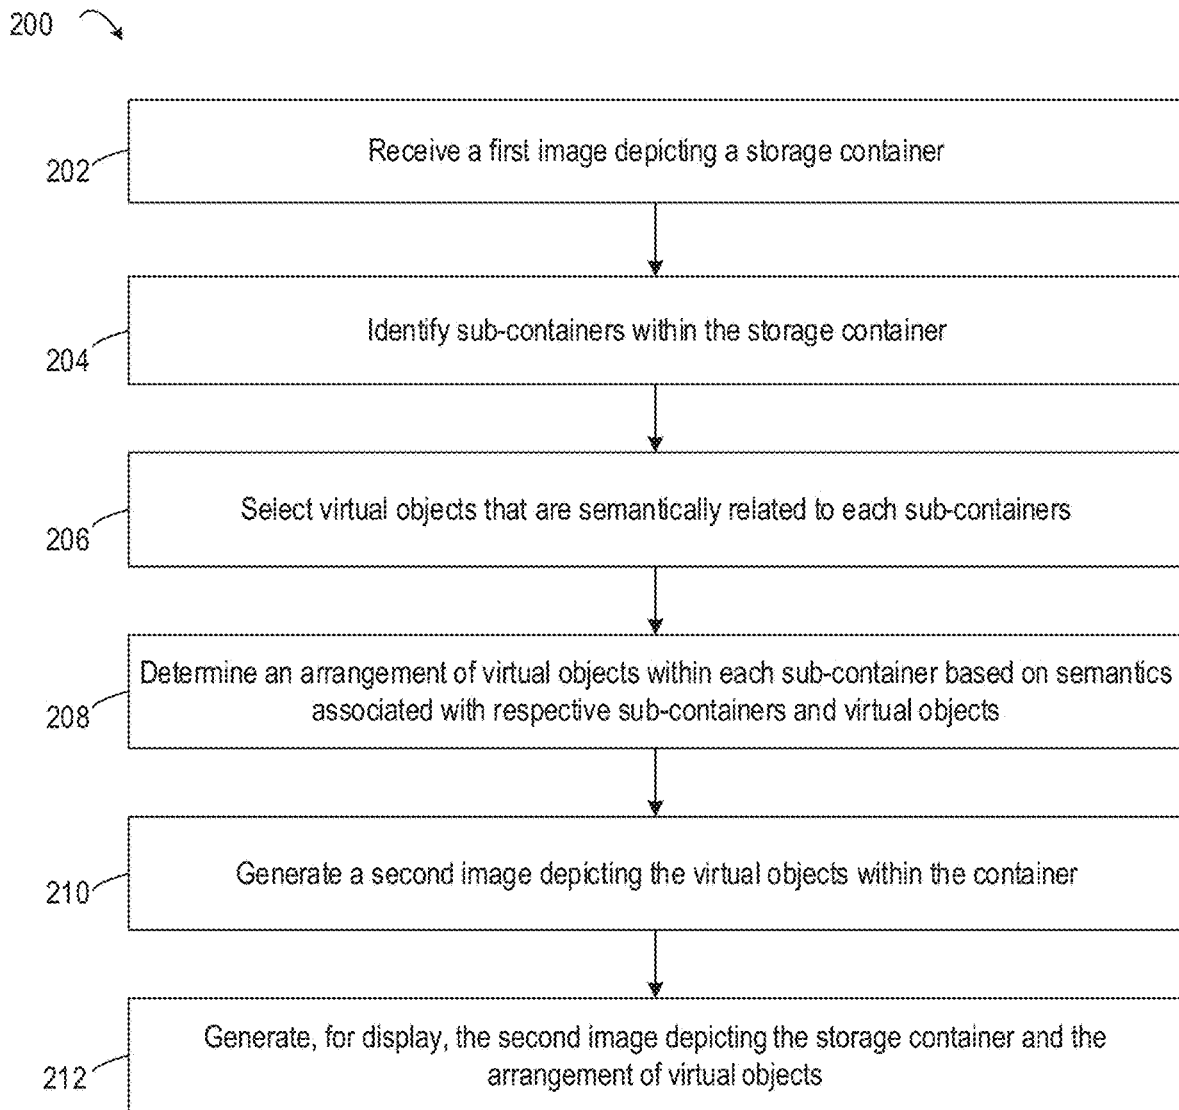 200
Receive a first image depicting a storage container
202
Identify sub-containers within the storage container
204
Select virtual objects that are semantically related to each sub-containers
206
Determine an arrangement of virtual objects within each sub-container based on semantics
associated with respective sub-containers and virtual objects
208
Generate a second image depicting the virtual objects within the container
210
Generate, for display, the second image depicting the storage container and the
arrangement of virtual objects
212